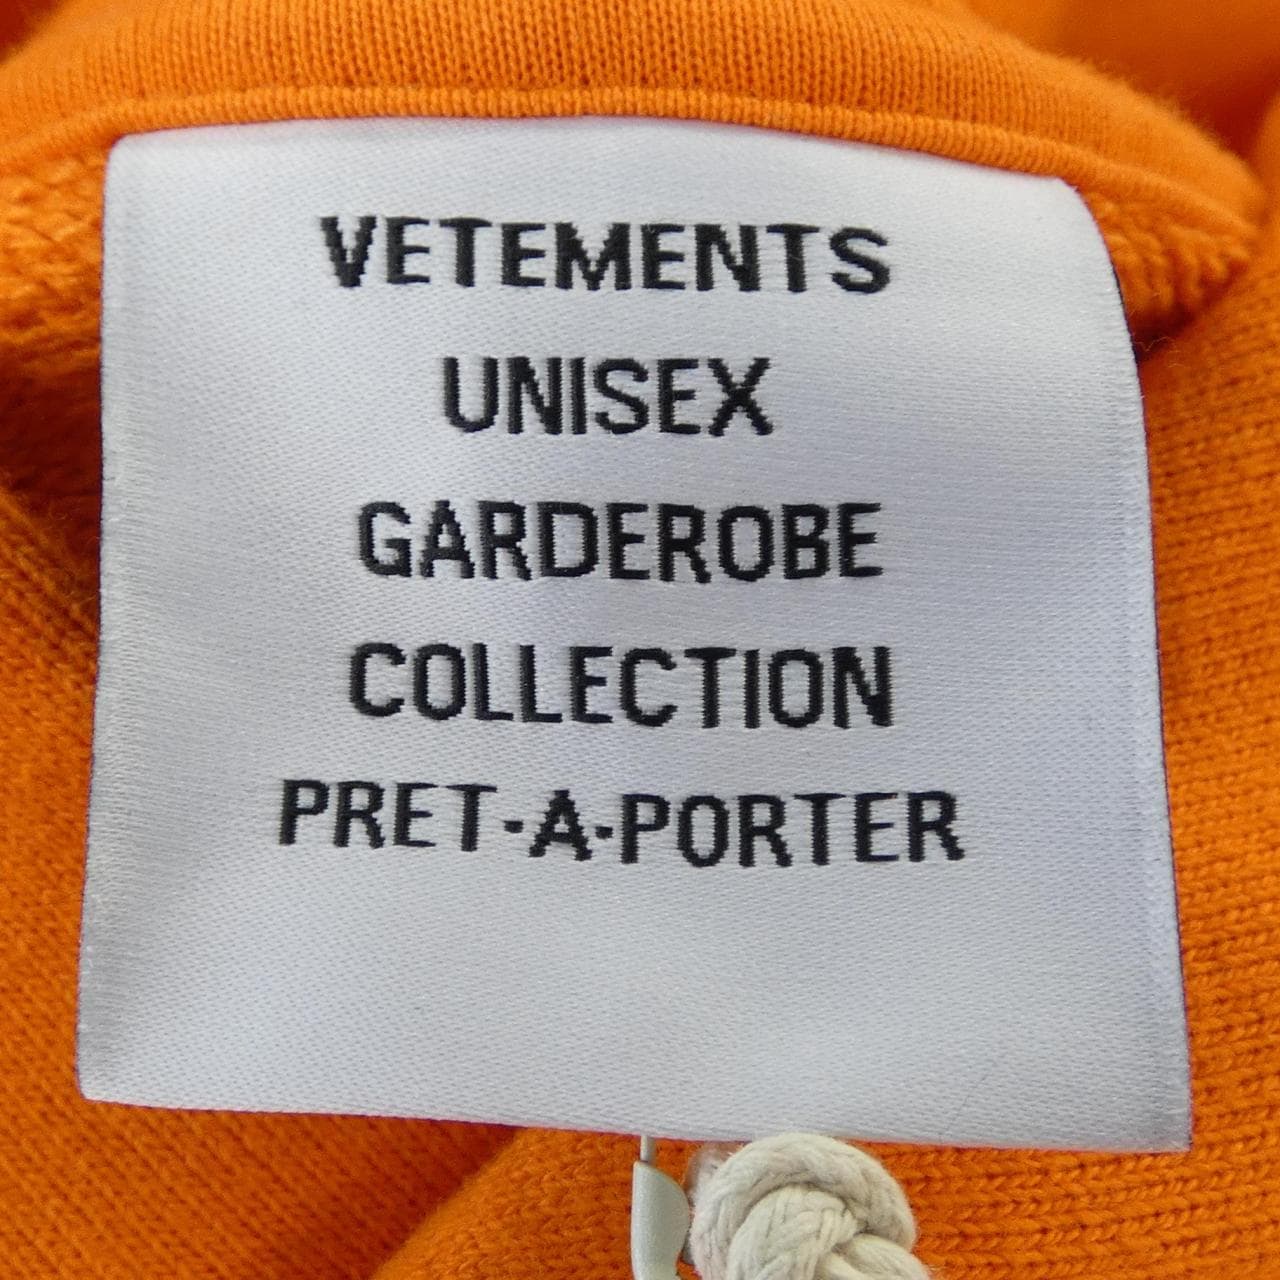 VETEMENTS
UNISEX
GARDEROBE
COLLECTION
PRET-A-PORTER